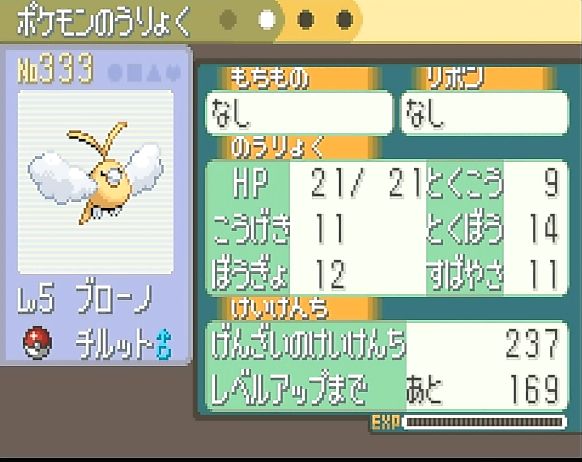 ポケモンのうりょく
No333
もちもの
リボン
なし
なし
のうりょく
HP 21/ 21 とくこう 9
こうげき 11 とくぼう 14
ぼうぎょ 12 すばやさ 11
Lv5 ブローノ
チルット♂
けいけんち
げんざいのけいけんち 237
レベルアップまで あと 169
EXP